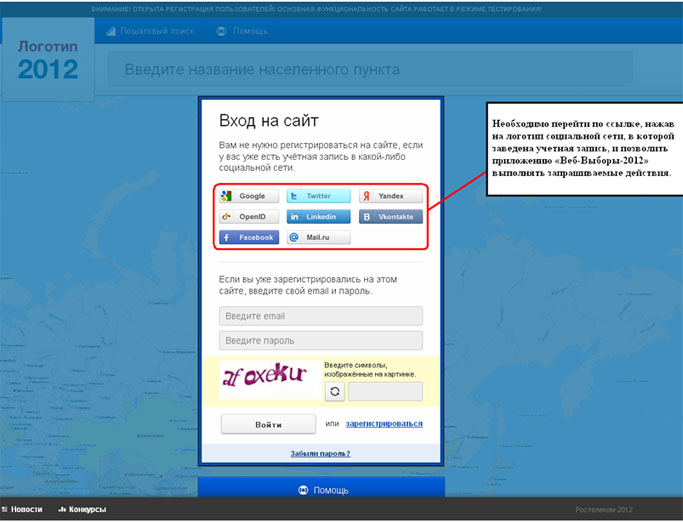 ВНИМАНИЕ! ОТКРЫТА РЕГИСТРАЦИЯ ПОЛЬЗОВАТЕЛЕЙ! ОСНОВНАЯ ФУНКЦИОНАЛЬНОСТЬ САЙТА РАБОТАЕТ В РЕЖИМЕ ТЕСТИРОВАНИЯ!
Пошаговый поиск Помощь
Логотип
2012
Введите название населенного пункта
Вход на сайт
Вам не нужно регистрироваться на сайте, если
у вас уже есть учётная запись в какой-либо
социальной сети.
Google Twitter Yandex
OpenID Linkedin Vkontakte
Facebook Mail.ru
Необходимо перейти по ссылке, нажав
на логотип социальной сети, в которой
заведена учетная запись, и позволить
приложению «Веб-Выборы-2012»
выполнять запрашиваемые действия.
Если вы уже зарегистрировались на этом
сайте, введите свой email и пароль.
Введите email
Введите пароль
afoxekur
Введите символы,
изображённые на картинке.
Войти или зарегистрироваться
Забыли пароль?
Помощь
Новости Конкурсы Ростелеком 2012